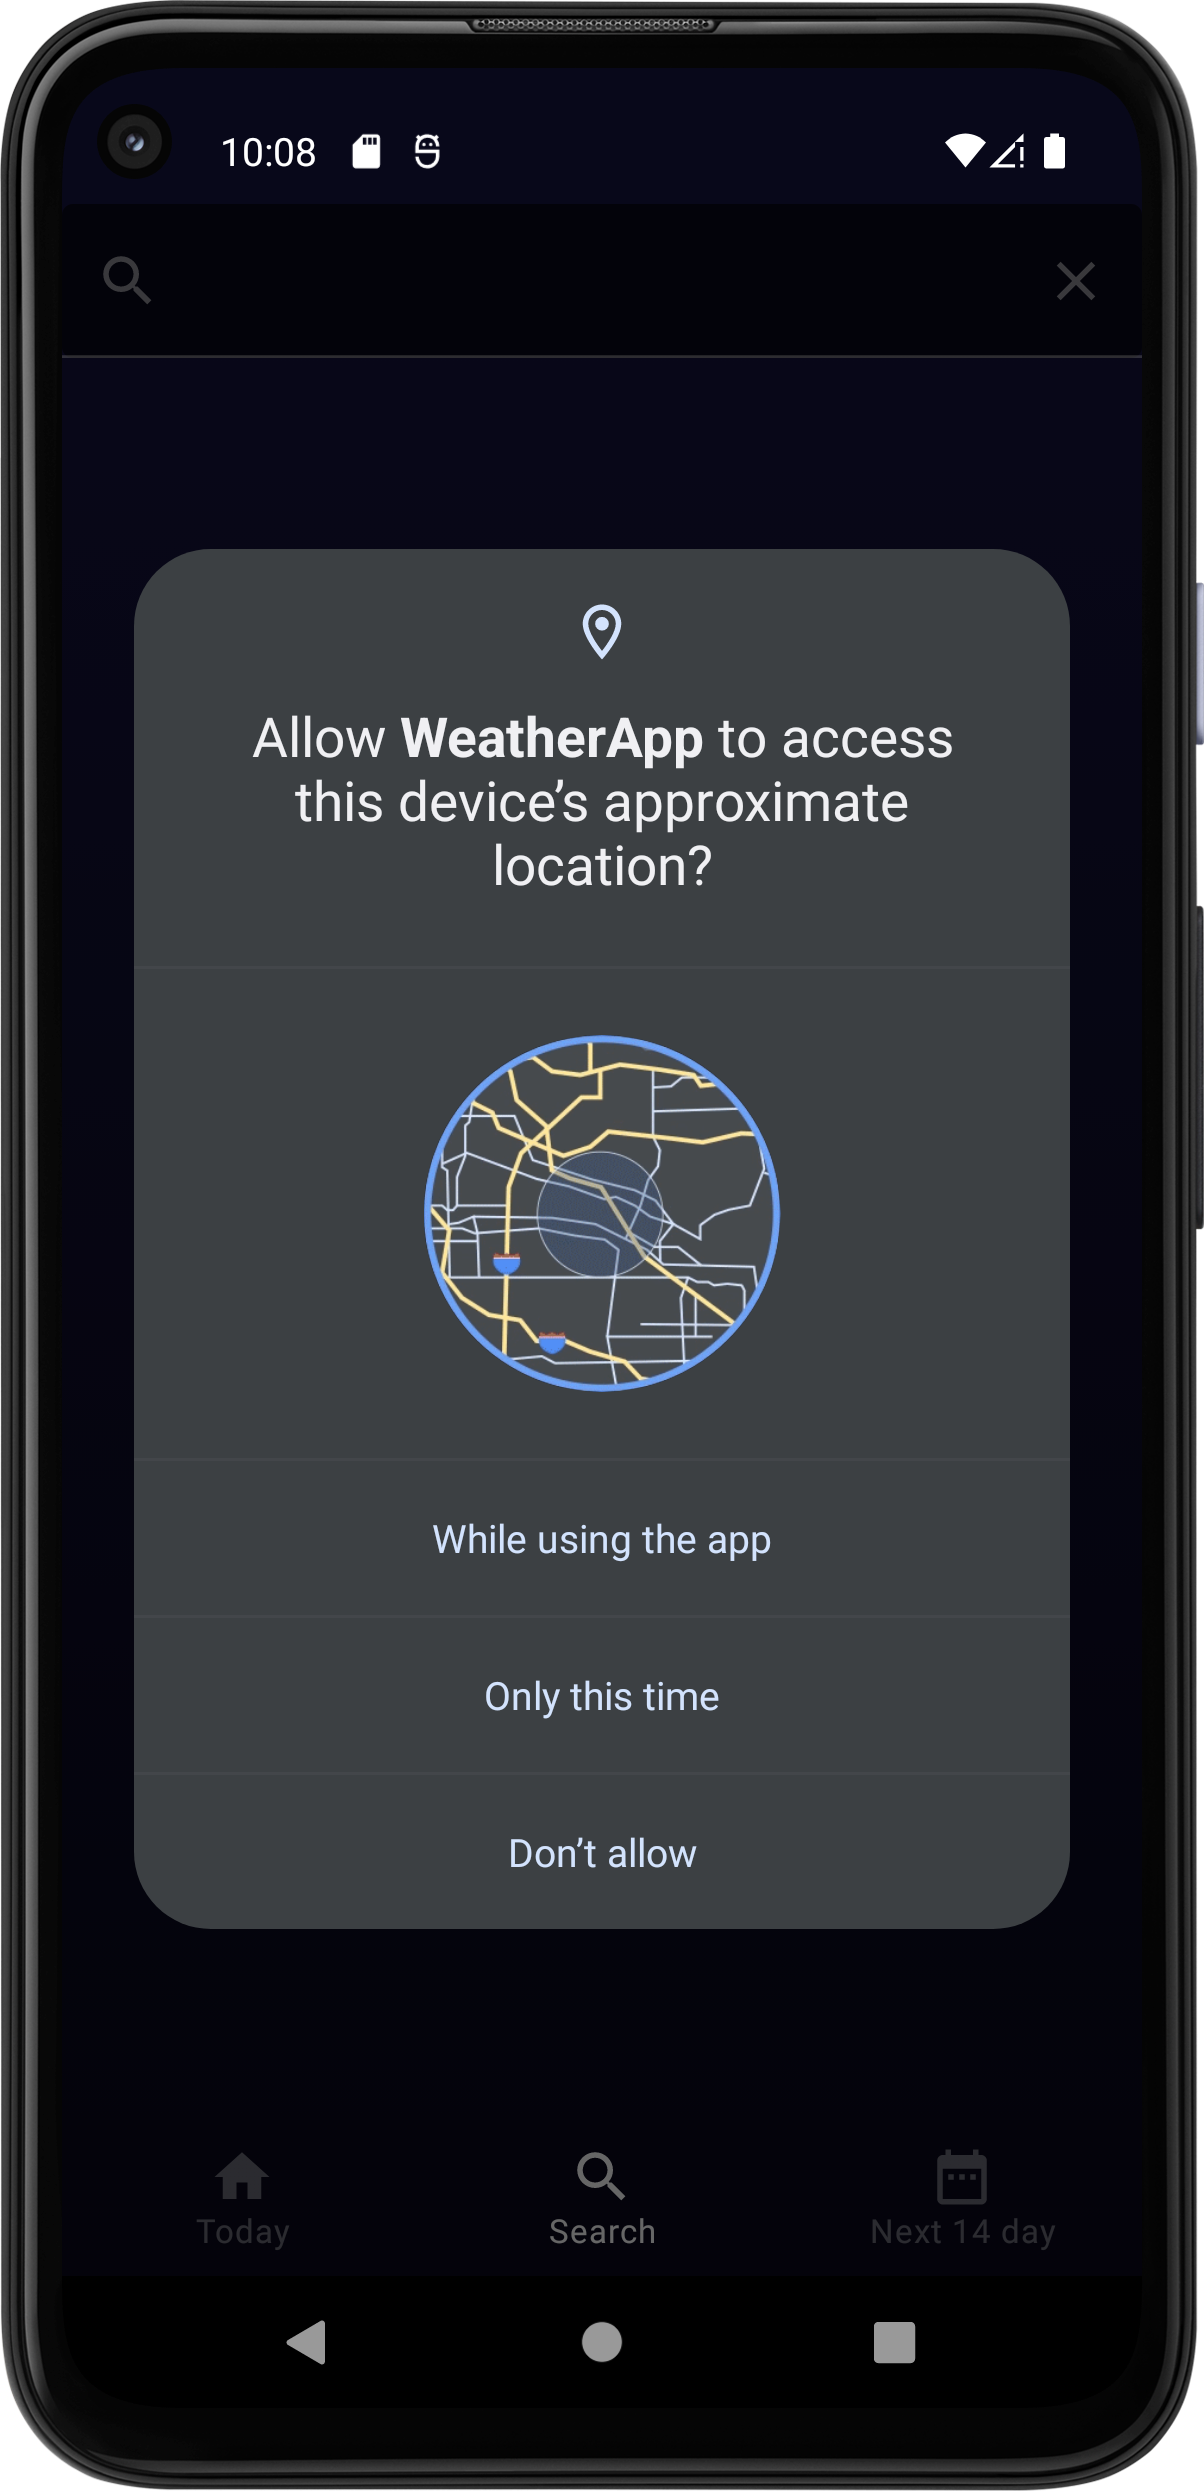 10:08
Allow WeatherApp to access
this device’s approximate
location?
While using the app
Only this time
Don’t allow
Today
Search
Next 14 day